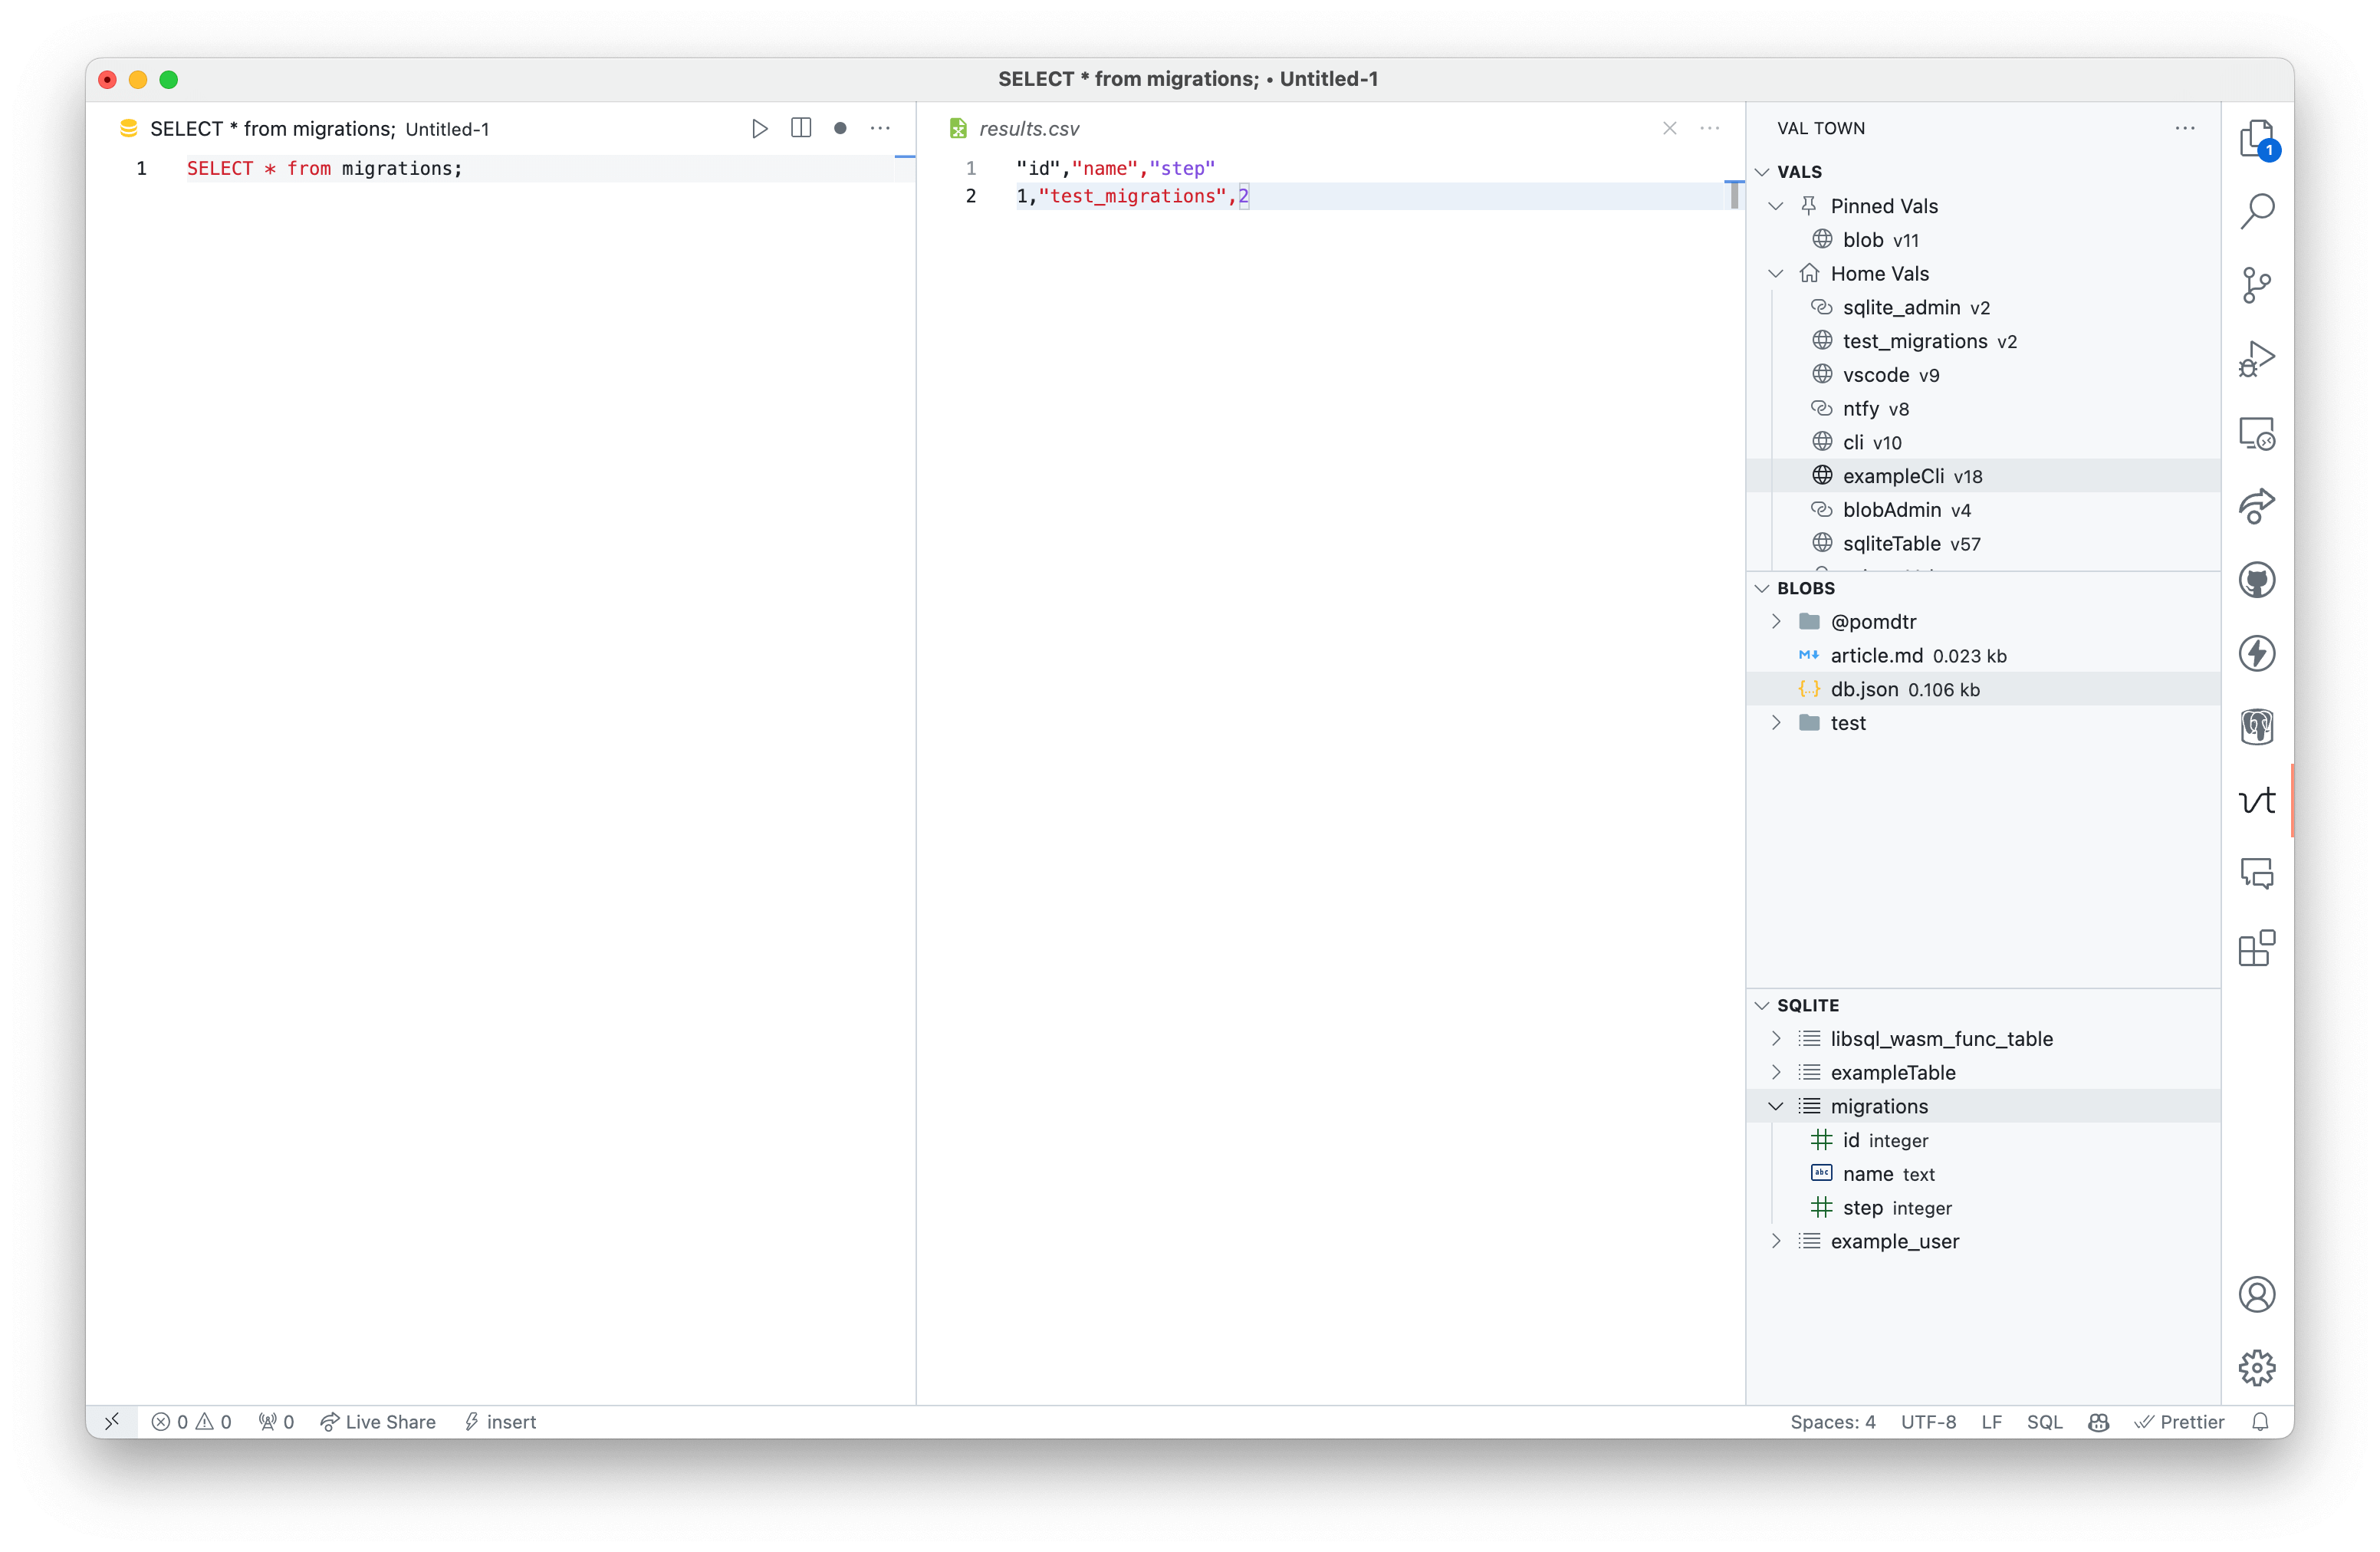 SELECT * from migrations; • Untitled-1
SELECT * from migrations; Untitled-1
1 SELECT * from migrations;
results.csv
1 "id","name","step"
2 1,"test_migrations",2
VAL TOWN
VALS
Pinned Vals
blob v11
Home Vals
sqlite_admin v2
test_migrations v2
vscode v9
ntfy v8
cli v10
exampleCli v18
blobAdmin v4
sqliteTable v57
BLOBS
@pomdtr
article.md 0.023 kb
db.json 0.106 kb
test
SQLITE
libsql_wasm_func_table
exampleTable
migrations
id integer
abc name text
step integer
example_user
1
vt
0 0 0 Live Share insert
Spaces: 4 UTF-8 LF SQL Prettier